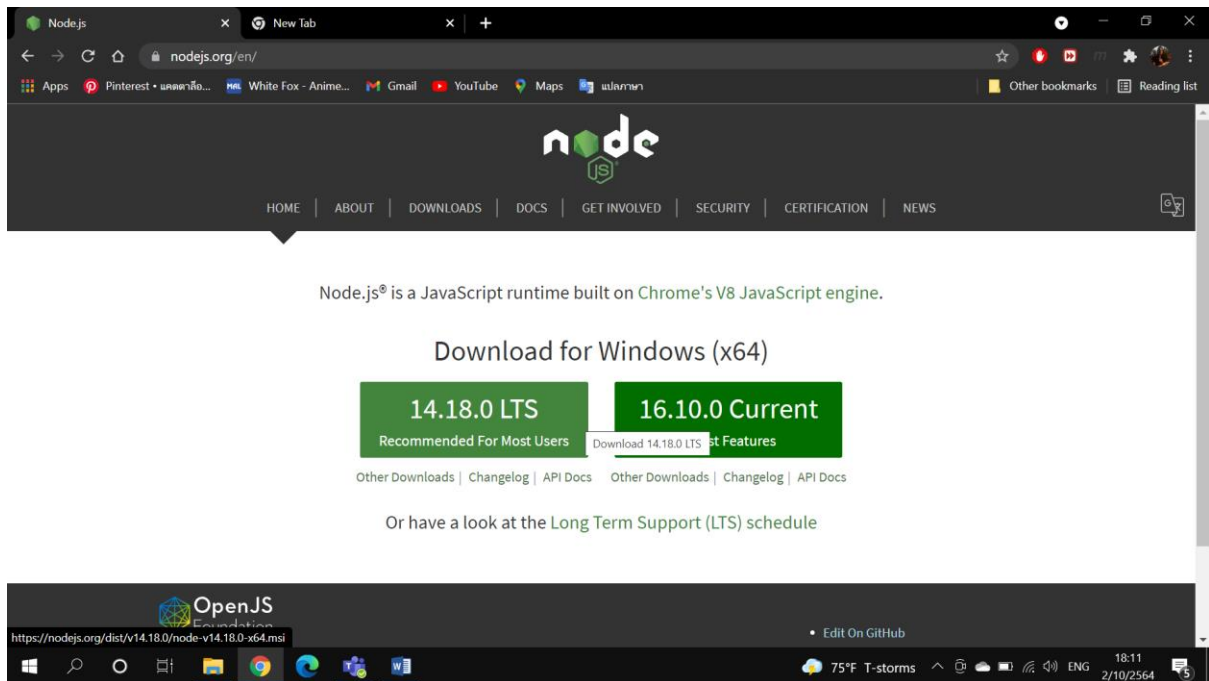 Node.js
New Tab
nodejs.org/en/
Apps
Pinterest • แคตตาล็อ...
MAL
White Fox - Anime...
Gmail
YouTube
Maps
แปลภาษา
Other bookmarks
Reading list
node
JS
HOME | ABOUT | DOWNLOADS | DOCS | GET INVOLVED | SECURITY | CERTIFICATION | NEWS
Node.js® is a JavaScript runtime built on Chrome's V8 JavaScript engine.
Download for Windows (x64)
14.18.0 LTS
Recommended For Most Users
16.10.0 Current
st Features
Download 14.18.0 LTS
Other Downloads | Changelog | API Docs
Other Downloads | Changelog | API Docs
Or have a look at the Long Term Support (LTS) schedule
OpenJS
Foundation
• Edit On GitHub
https://nodejs.org/dist/v14.18.0/node-v14.18.0-x64.msi
75°F T-storms
ENG
18:11
2/10/2564
5